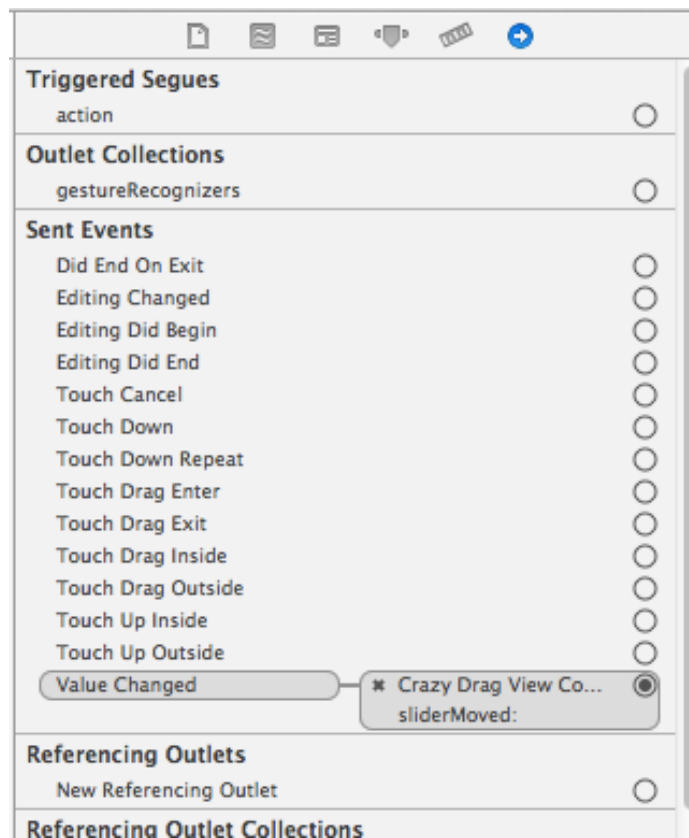 Triggered Segues
action
Outlet Collections
gestureRecognizers
Sent Events
Did End On Exit
Editing Changed
Editing Did Begin
Editing Did End
Touch Cancel
Touch Down
Touch Down Repeat
Touch Drag Enter
Touch Drag Exit
Touch Drag Inside
Touch Drag Outside
Touch Up Inside
Touch Up Outside
Value Changed Crazy Drag View Co...
sliderMoved:
Referencing Outlets
New Referencing Outlet
Referencing Outlet Collections